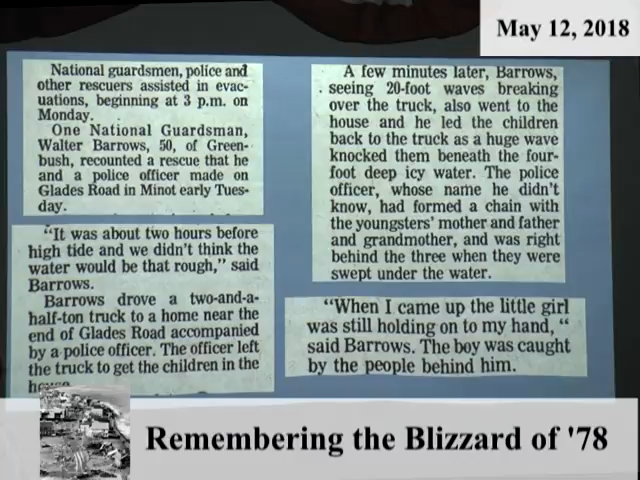 May 12, 2018
National guardsmen, police and
other rescuers assisted in evac-
uations, beginning at 3 p.m. on
Monday.
One National Guardsman,
Walter Barrows, 50, of Green-
bush, recounted a rescue that he
and a police officer made on
Glades Road in Minot early Tues-
day.
"It was about two hours before
high tide and we didn't think the
water would be that rough," said
Barrows.
Barrows drove a two-and-a-
half-ton truck to a home near the
end of Glades Road accompanied
by a police officer. The officer left
the truck to get the children in the
house
A few minutes later, Barrows,
seeing 20-foot waves breaking
over the truck, also went to the
house and he led the children
back to the truck as a huge wave
knocked them beneath the four-
foot deep icy water. The police
officer, whose name he didn't
know, had formed a chain with
the youngsters' mother and father
and grandmother, and was right
behind the three when they were
swept under the water.
"When I came up the little girl
was still holding on to my hand, "
said Barrows. The boy was caught
by the people behind him.
Remembering the Blizzard of '78